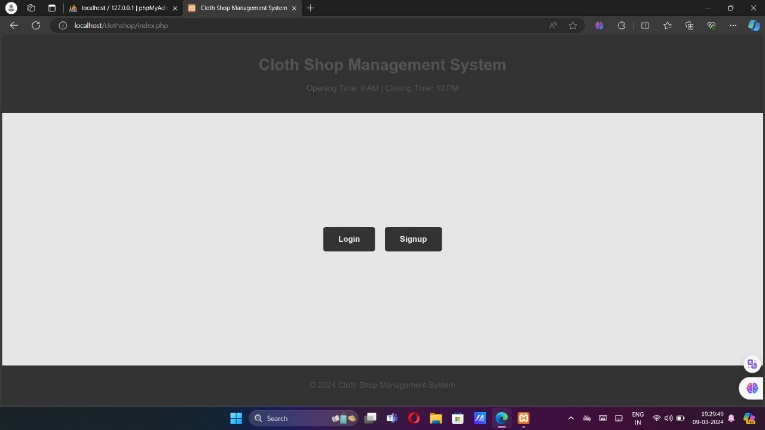 localhost / 127.0.0.1 | phpMyAd
Cloth Shop Management System
localhost/clothshop/index.php
Cloth Shop Management System
Opening Time: 9 AM | Closing Time: 10 PM
Login
Signup
© 2024 Cloth Shop Management System
Search
ENG
IN
19:29:49
09-03-2024